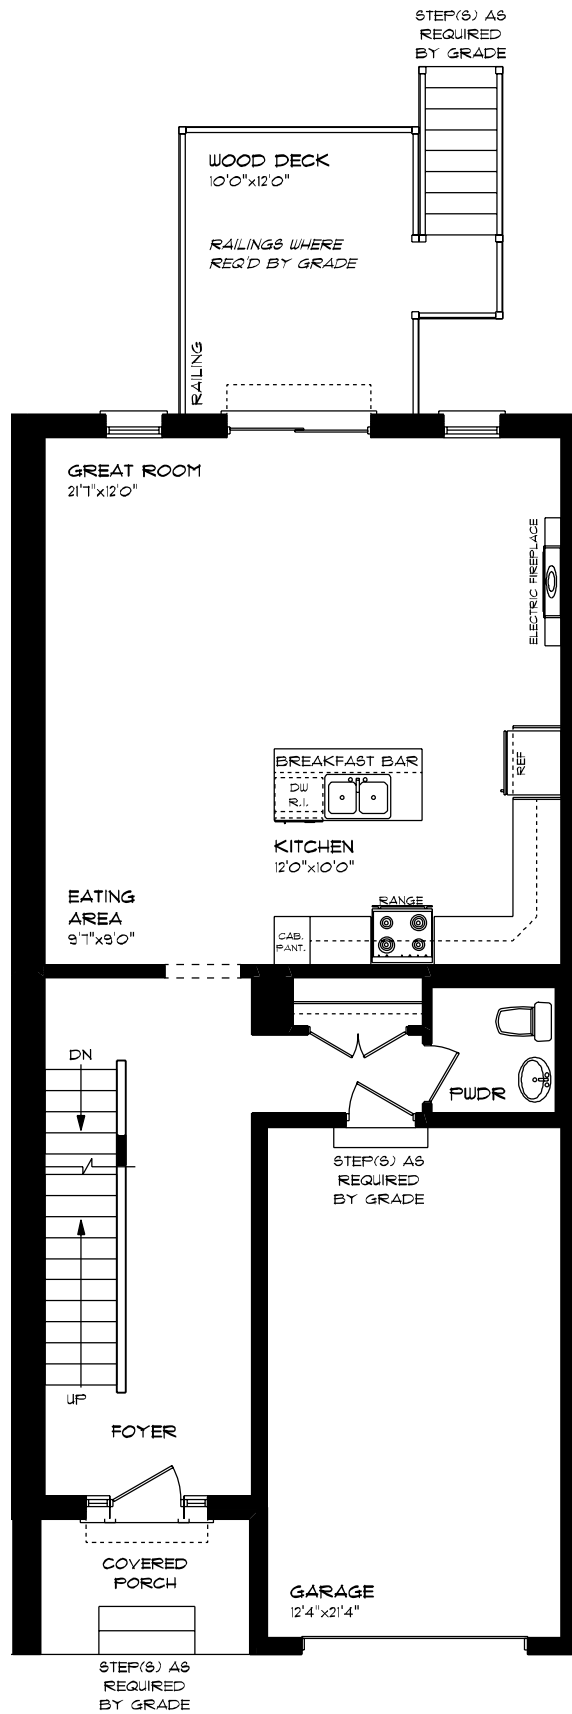 STEP(S) AS
REQUIRED
BY GRADE
WOOD DECK
10'0"x12'0"
RAILINGS WHERE
REQ'D BY GRADE
RAILING
GREAT ROOM
21'7"x12'0"
ELECTRIC FIREPLACE
BREAKFAST BAR
DW
R.I.
REF
KITCHEN
12'0"x10'0"
EATING
AREA
9'7"x9'0"
RANGE
CAB.
PANT.
DN
PWDR
STEP(S) AS
REQUIRED
BY GRADE
UP
FOYER
COVERED
PORCH
GARAGE
12'4"x21'4"
STEP(S) AS
REQUIRED
BY GRADE